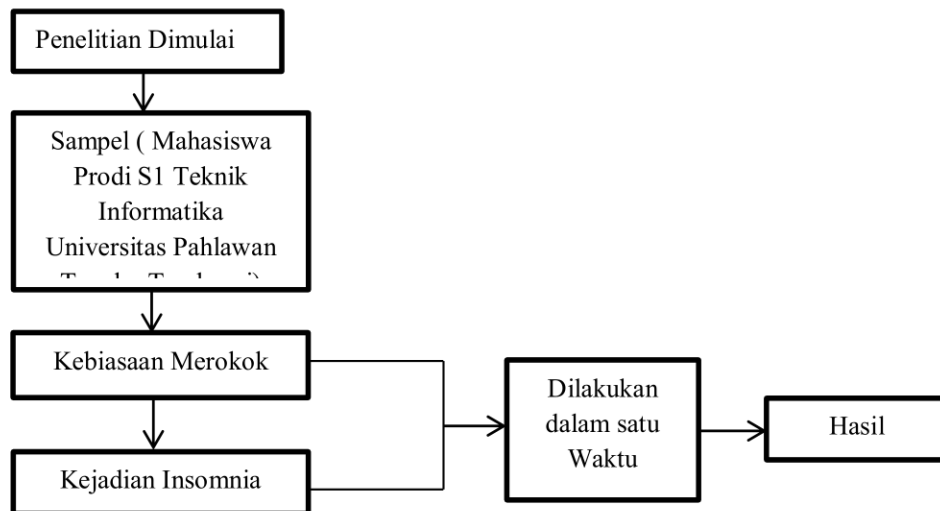 Penelitian Dimulai
Sampel ( Mahasiswa
Prodi S1 Teknik
Informatika
Universitas Pahlawan
Kebiasaan Merokok
Kejadian Insomnia
Dilakukan
dalam satu
Waktu
Hasil